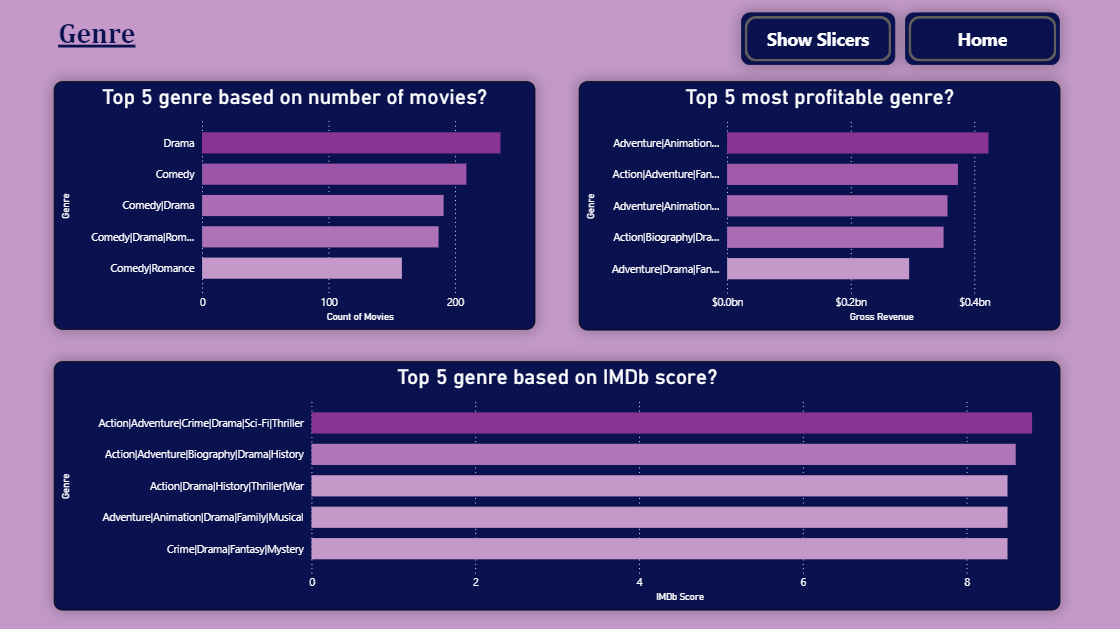 Genre
Show Slicers
Home
Top 5 genre based on number of movies?
Genre
Drama
Comedy
Comedy|Drama
Comedy|Drama|Rom...
Comedy|Romance
0 100 200
Count of Movies
Top 5 most profitable genre?
Genre
Adventure|Animation...
Action|Adventure|Fan...
Adventure|Animation...
Action|Biography|Dra...
Adventure|Drama|Fan...
$0.0bn $0.2bn $0.4bn
Gross Revenue
Top 5 genre based on IMDb score?
Genre
Action|Adventure|Crime|Drama|Sci-Fi|Thriller
Action|Adventure|Biography|Drama|History
Action|Drama|History|Thriller|War
Adventure|Animation|Drama|Family|Musical
Crime|Drama|Fantasy|Mystery
0 2 4 6 8
IMDb Score